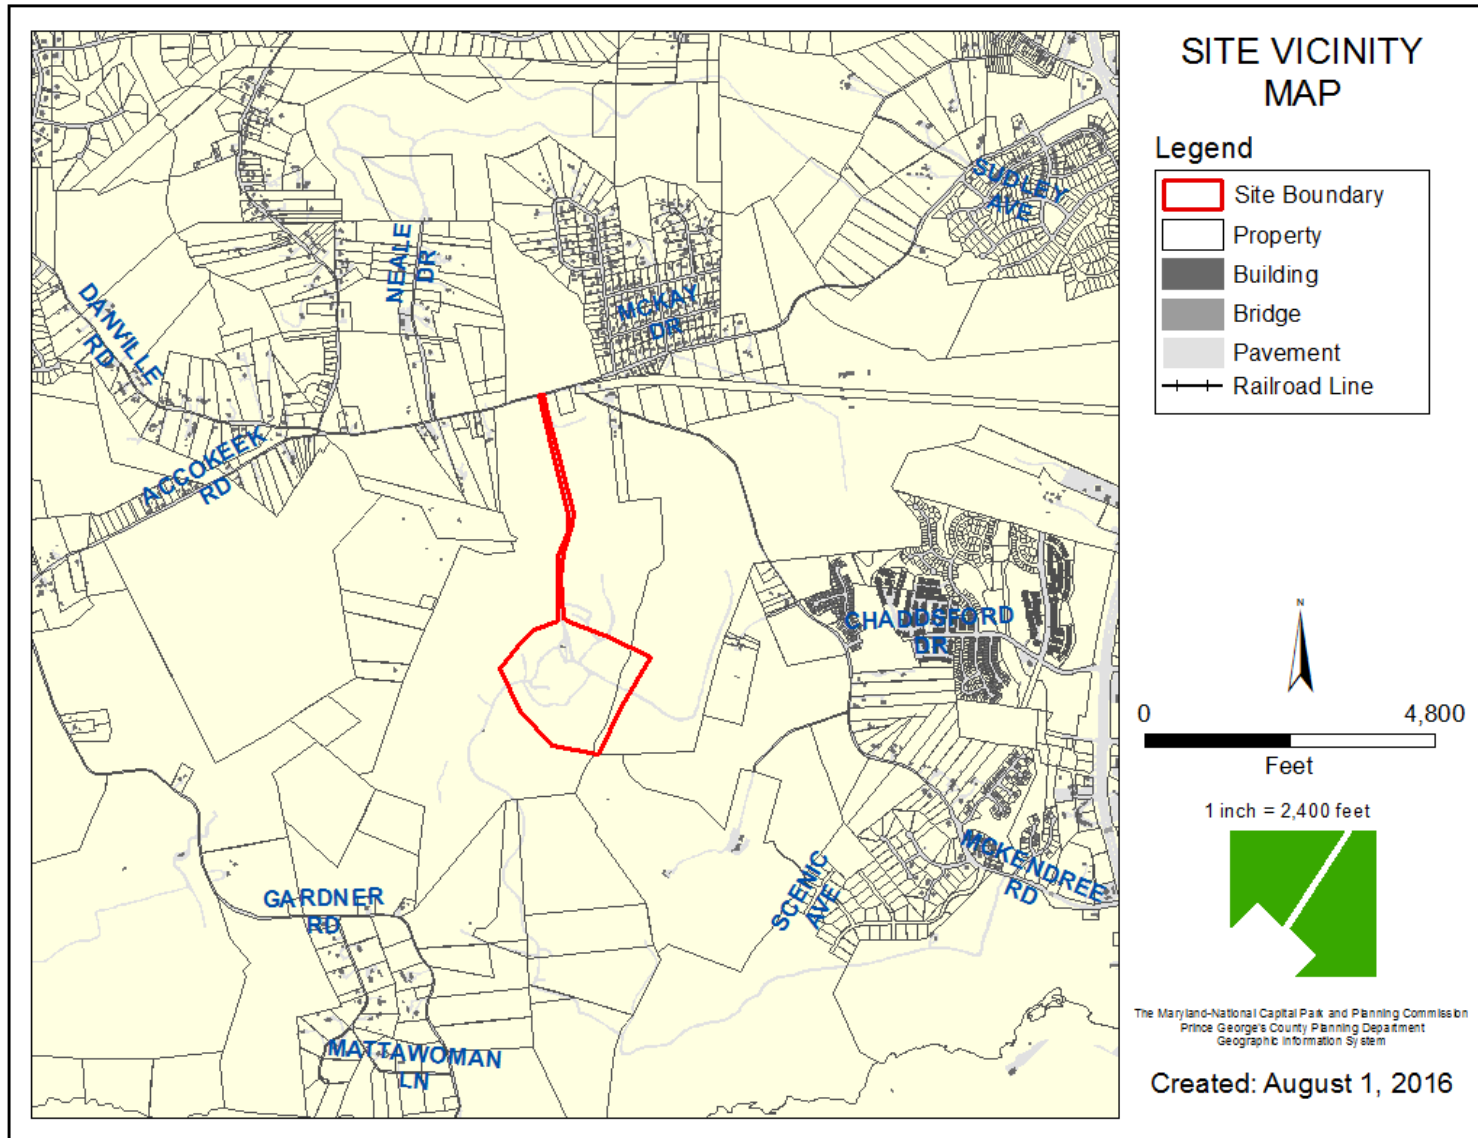 SITE VICINITY
MAP
Legend
Site Boundary
Property
Building
Bridge
Pavement
Railroad Line
SUDLEY
AVE
NEALE
DR
MCKAY
DR
DANVILLE
RD
ACCOKEEK
RD
CHADDSFORD
DR
N
0 4,800
Feet
1 inch = 2,400 feet
MCKENDREE
RD
SCENIC
AVE
GARDNER
RD
MATTAWOMAN
LN
The Maryland-National Capital Park and Planning Commission
Prince George's County Planning Department
Geographic Information System
Created: August 1, 2016